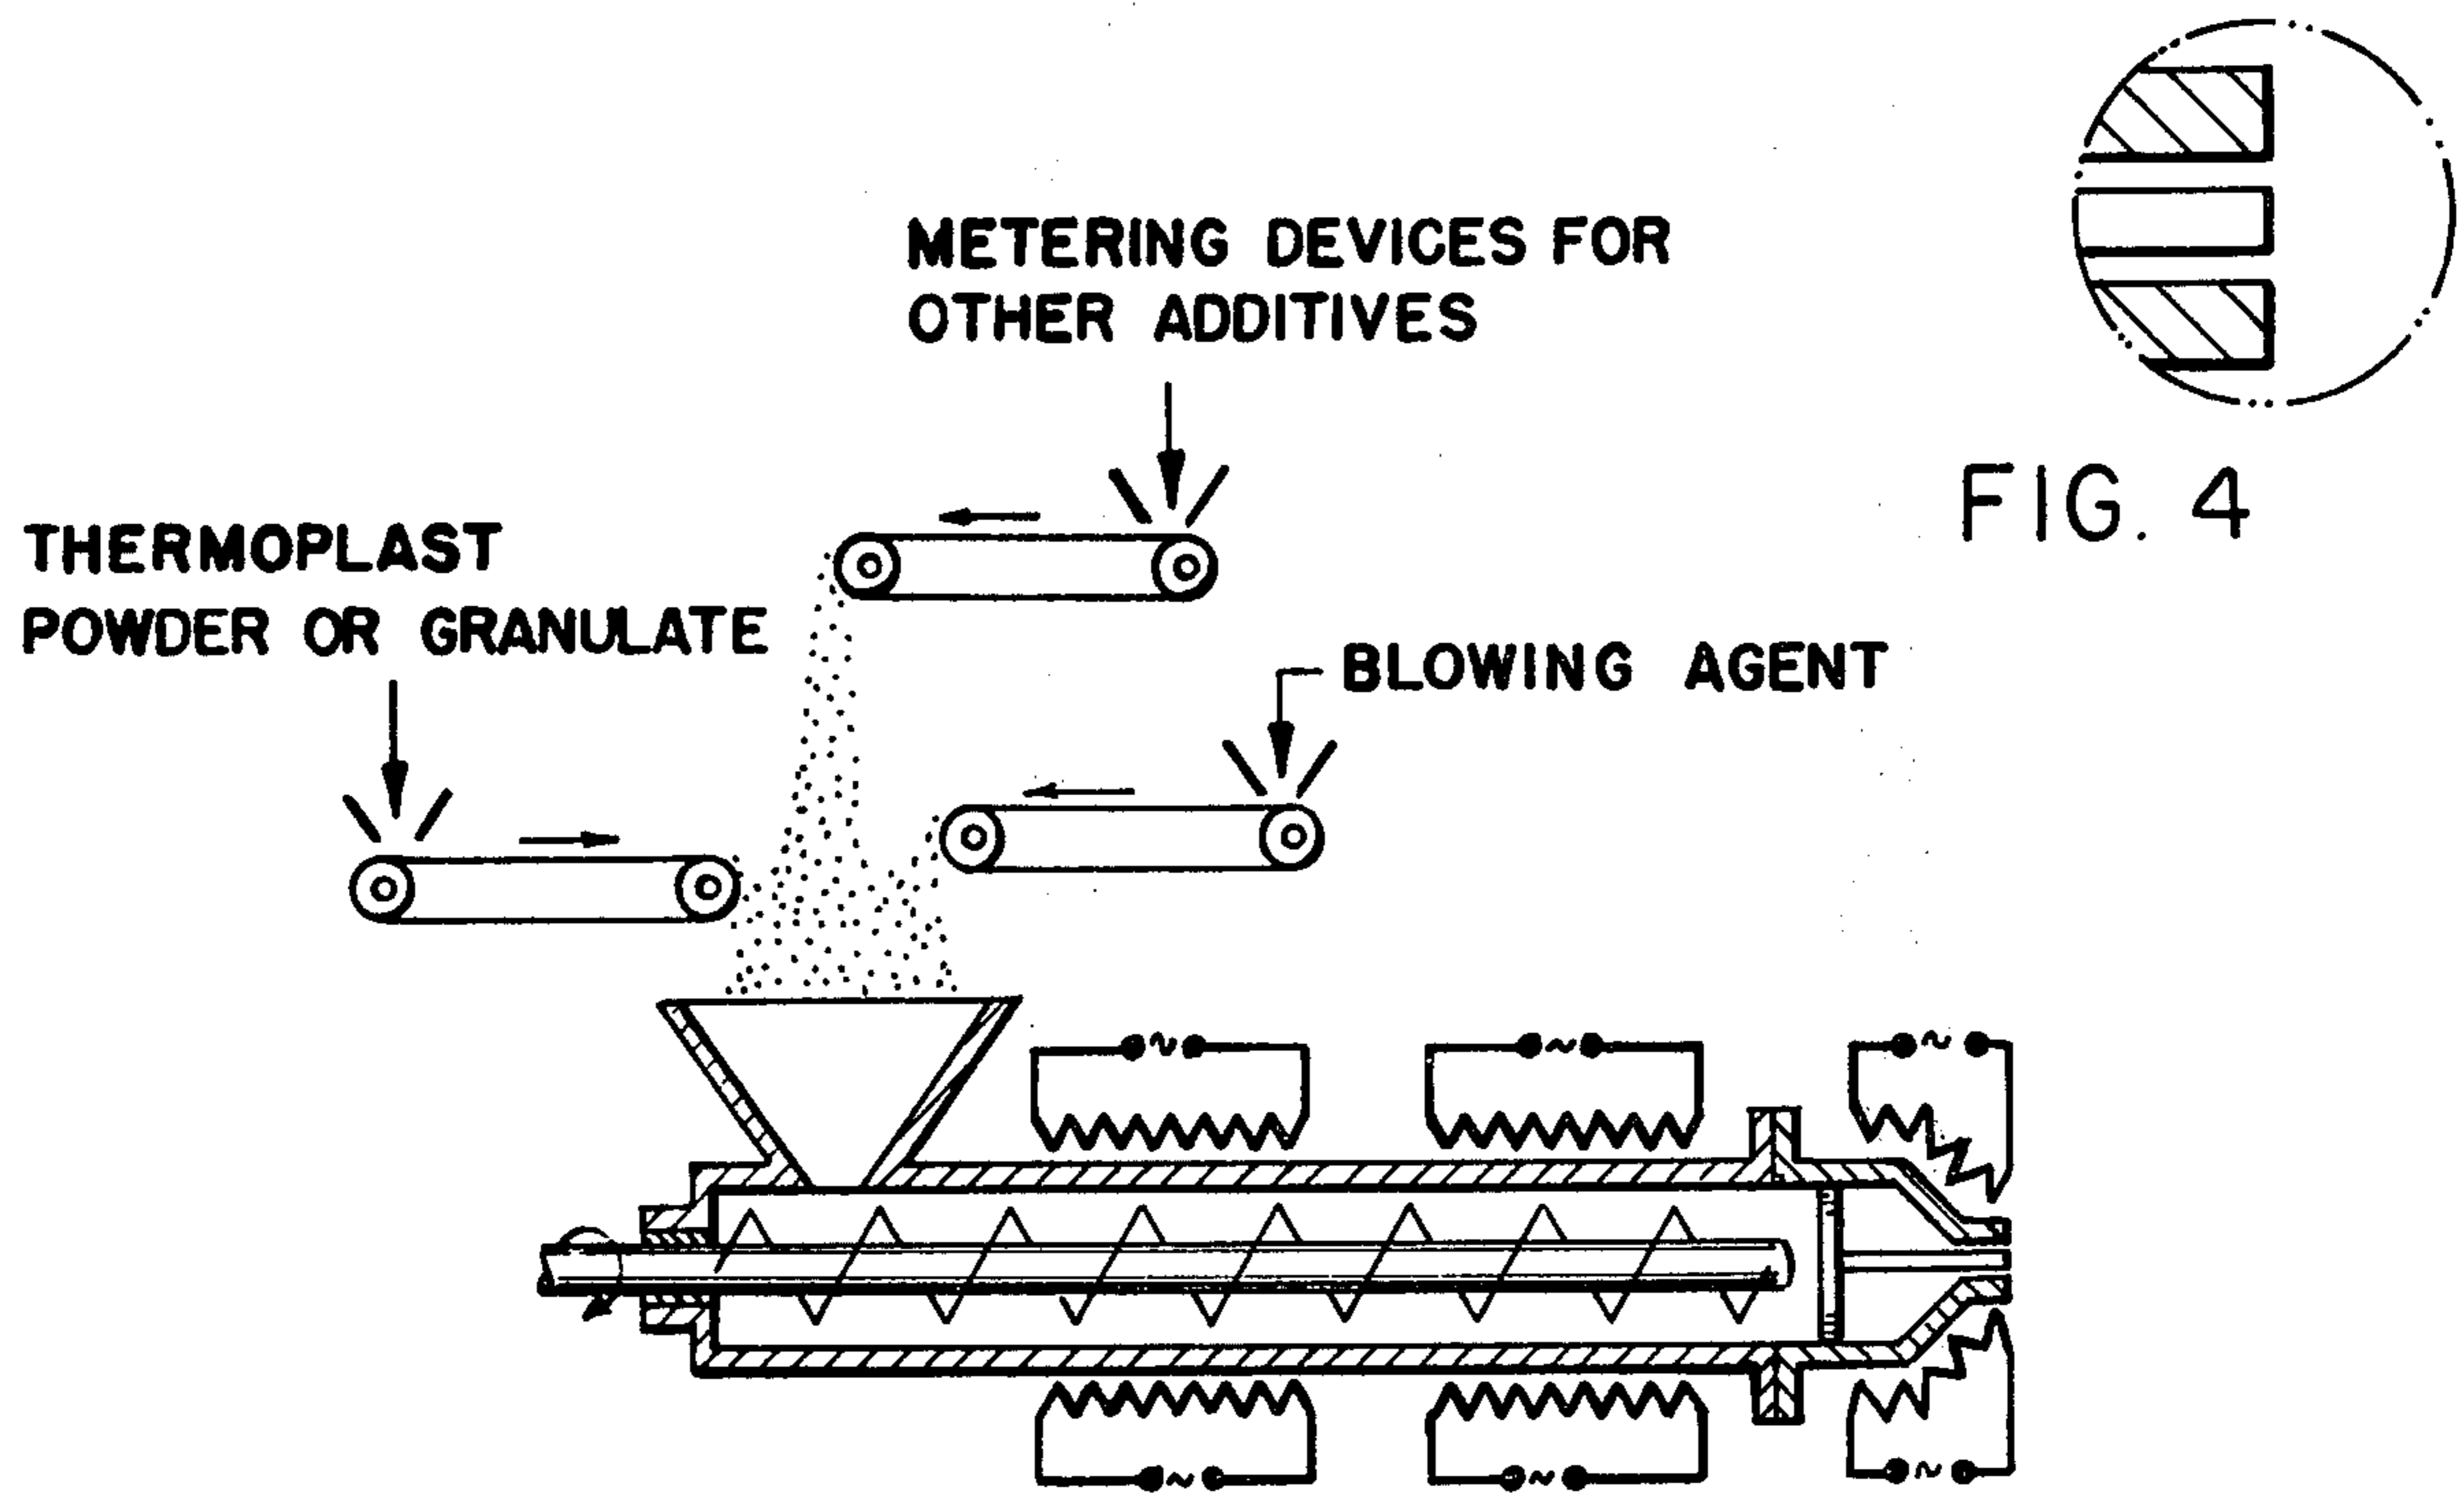 METERING DEVICES FOR
OTHER ADDITIVES
FIG. 4
THERMOPLAST
POWDER OR GRANULATE
BLOWING AGENT